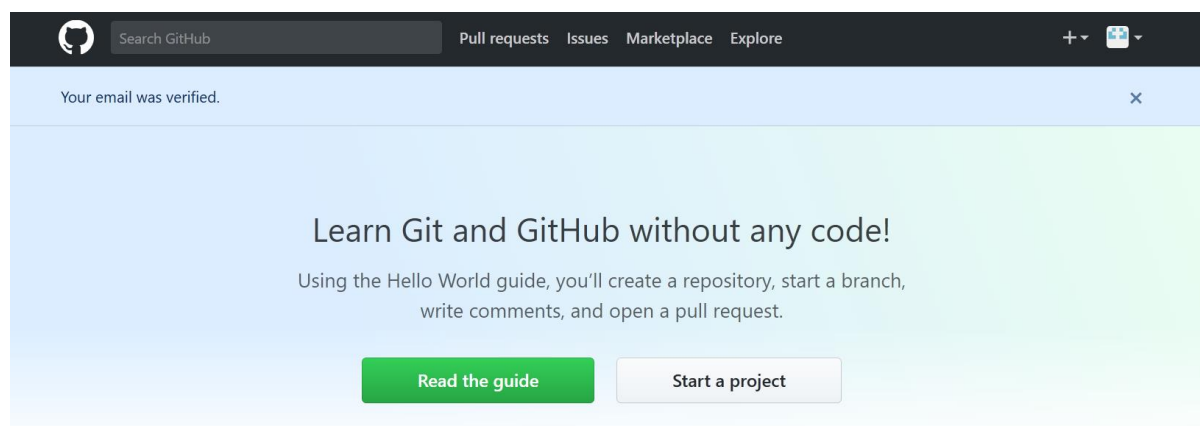 Search GitHub
Pull requests Issues Marketplace Explore
Your email was verified.
Learn Git and GitHub without any code!
Using the Hello World guide, you’ll create a repository, start a branch,
write comments, and open a pull request.
Read the guide
Start a project